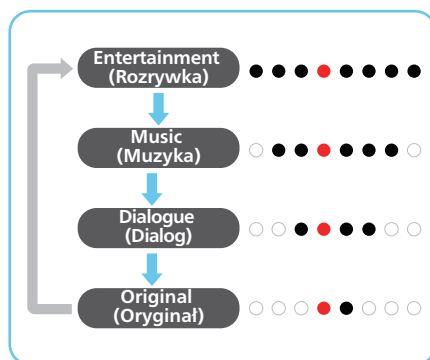 Entertainment
(Rozrywka)
Music
(Muzyka)
Dialogue
(Dialog)
Original
(Oryginał)